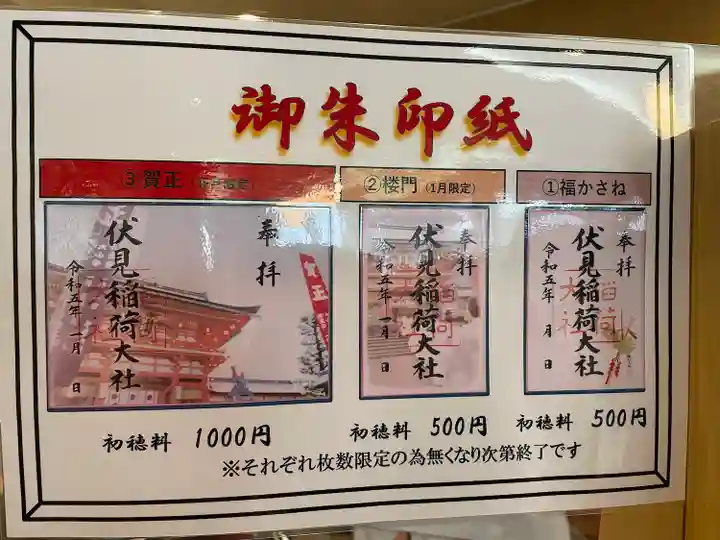 御朱印紙
③賀正
②楼門（1月限定）
①福かさね
奉拝
伏見稲荷大社
令和五年 一月 日
賀正
奉拝
伏見稲荷大社
令和五年 一月 日
奉拝
伏見稲荷大社
令和五年 月 日
初穂料 1000円
初穂料 500円
初穂料 500円
※それぞれ枚数限定の為無くなり次第終了です